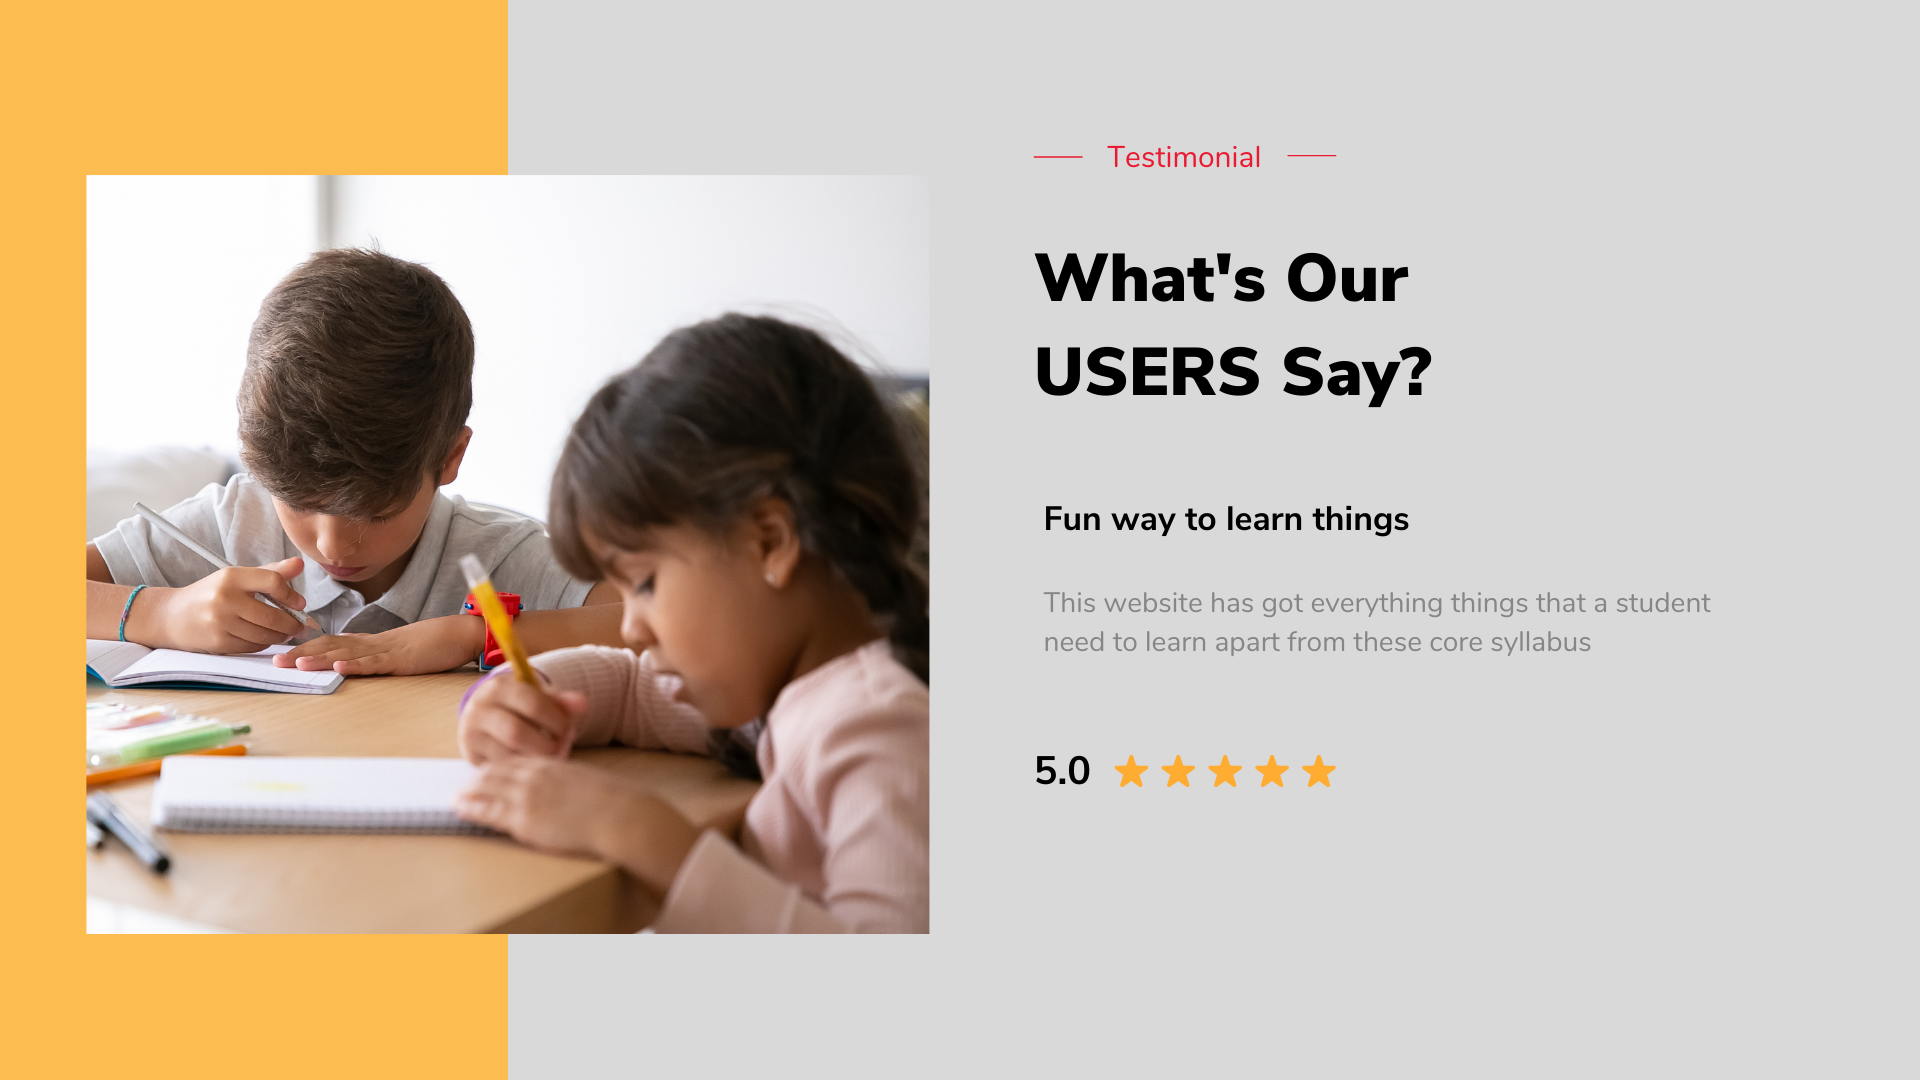 Testimonial
What's Our
USERS Say?
Fun way to learn things
This website has got everything things that a student
need to learn apart from these core syllabus
5.0